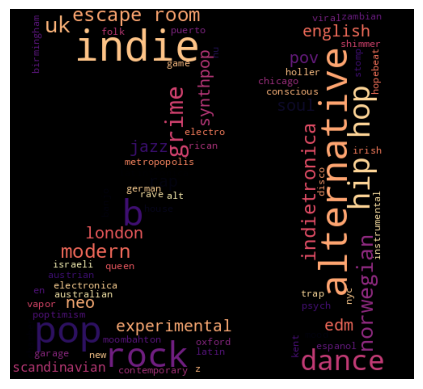 escape room
viral zambian
uk
folk
puerto
english
indie
shimmer
birmingham
game
pov
stomp
holler
hopebeat
chicago
conscious
soul
grime
synthpop
electro
jazz
rican
metropopolis
alternative
hip hop
irish
disco
indietronica
instrumental
german
rave alt
b
london
modern
queen
norwegian
israeli
austrian
electronica
en
neo
australian
vapor
trap
nyc
psych
poptimism
pop
experimental
edm
moombahton
oxford
garage
new
rock
latin
kent
espanol
scandinavian
contemporary
z
dance